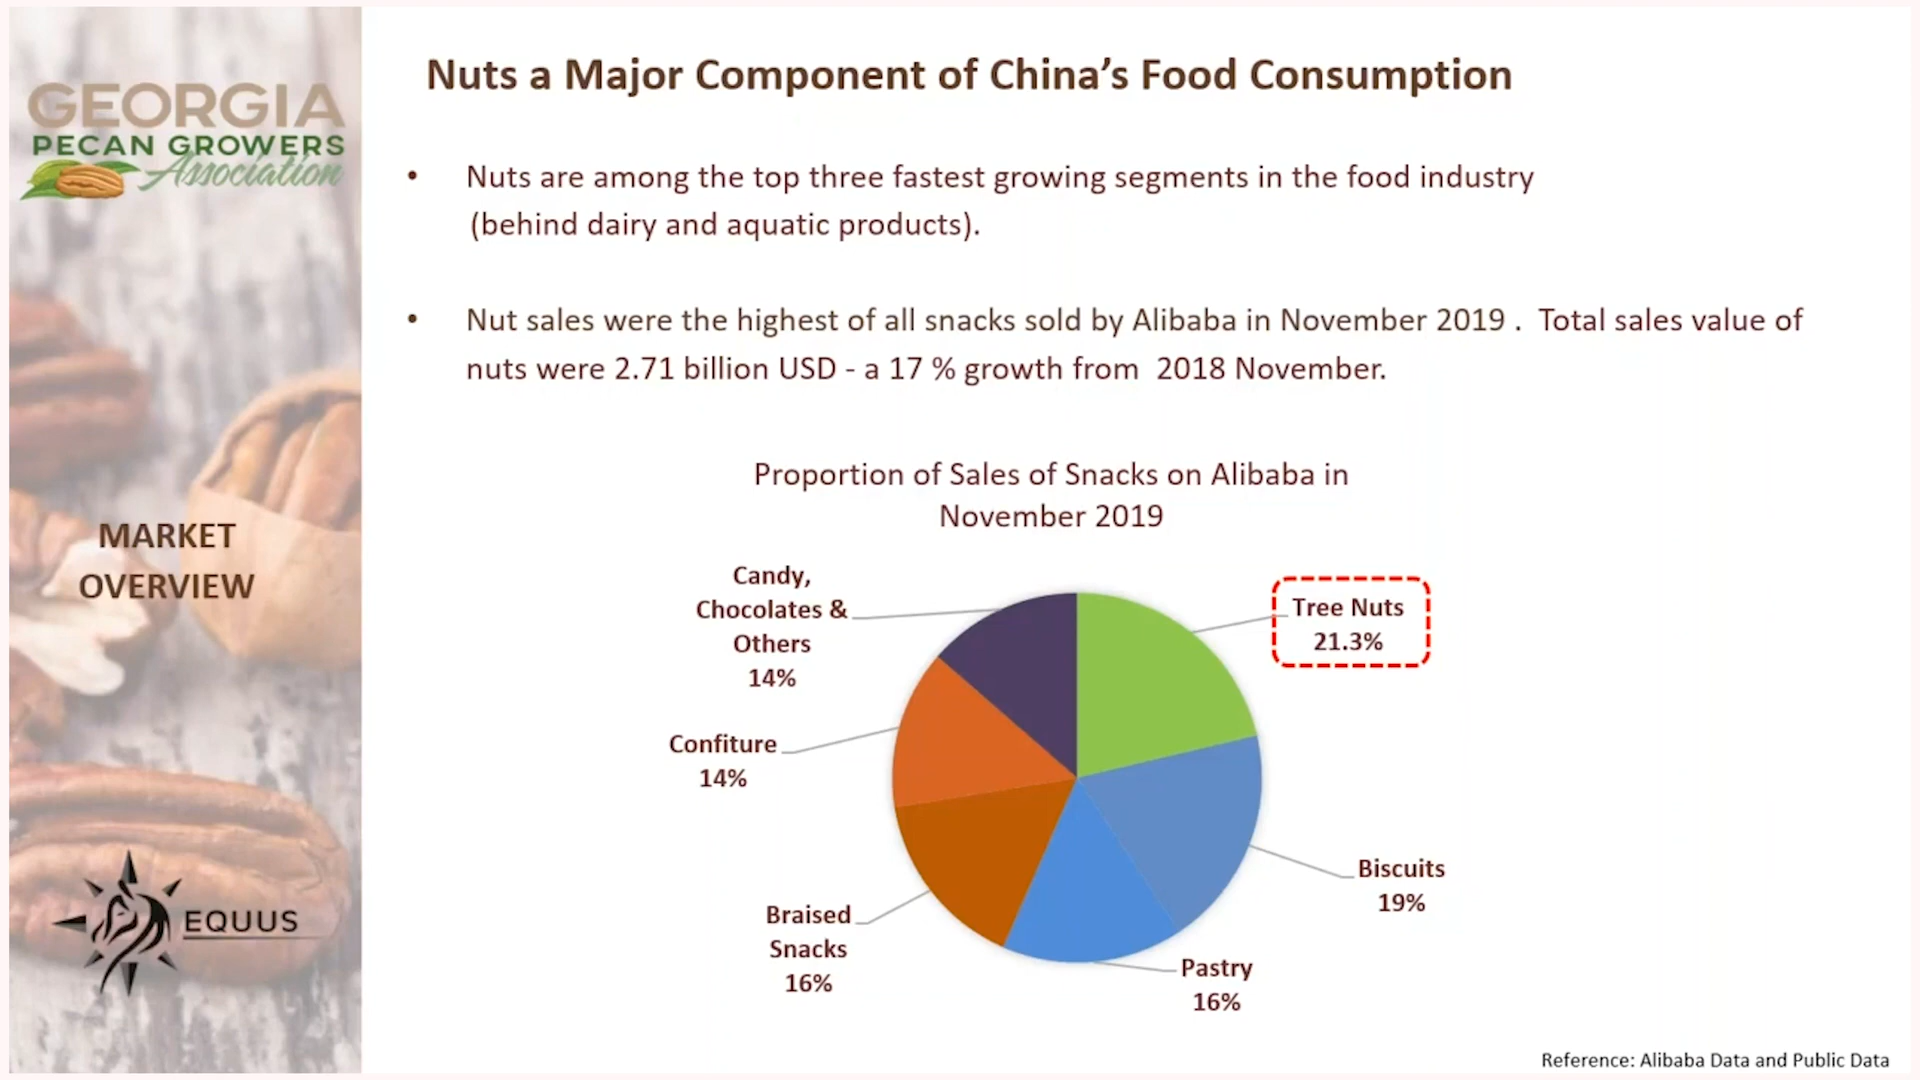 GEORGIA
PECAN GROWERS
Association
MARKET
OVERVIEW
EQUUS
Nuts a Major Component of China’s Food Consumption
• Nuts are among the top three fastest growing segments in the food industry
(behind dairy and aquatic products).
• Nut sales were the highest of all snacks sold by Alibaba in November 2019 . Total sales value of
nuts were 2.71 billion USD - a 17 % growth from 2018 November.
Proportion of Sales of Snacks on Alibaba in
November 2019
Candy,
Chocolates &
Others
14%
Tree Nuts
21.3%
Confiture
14%
Biscuits
19%
Braised
Snacks
16%
Pastry
16%
Reference: Alibaba Data and Public Data